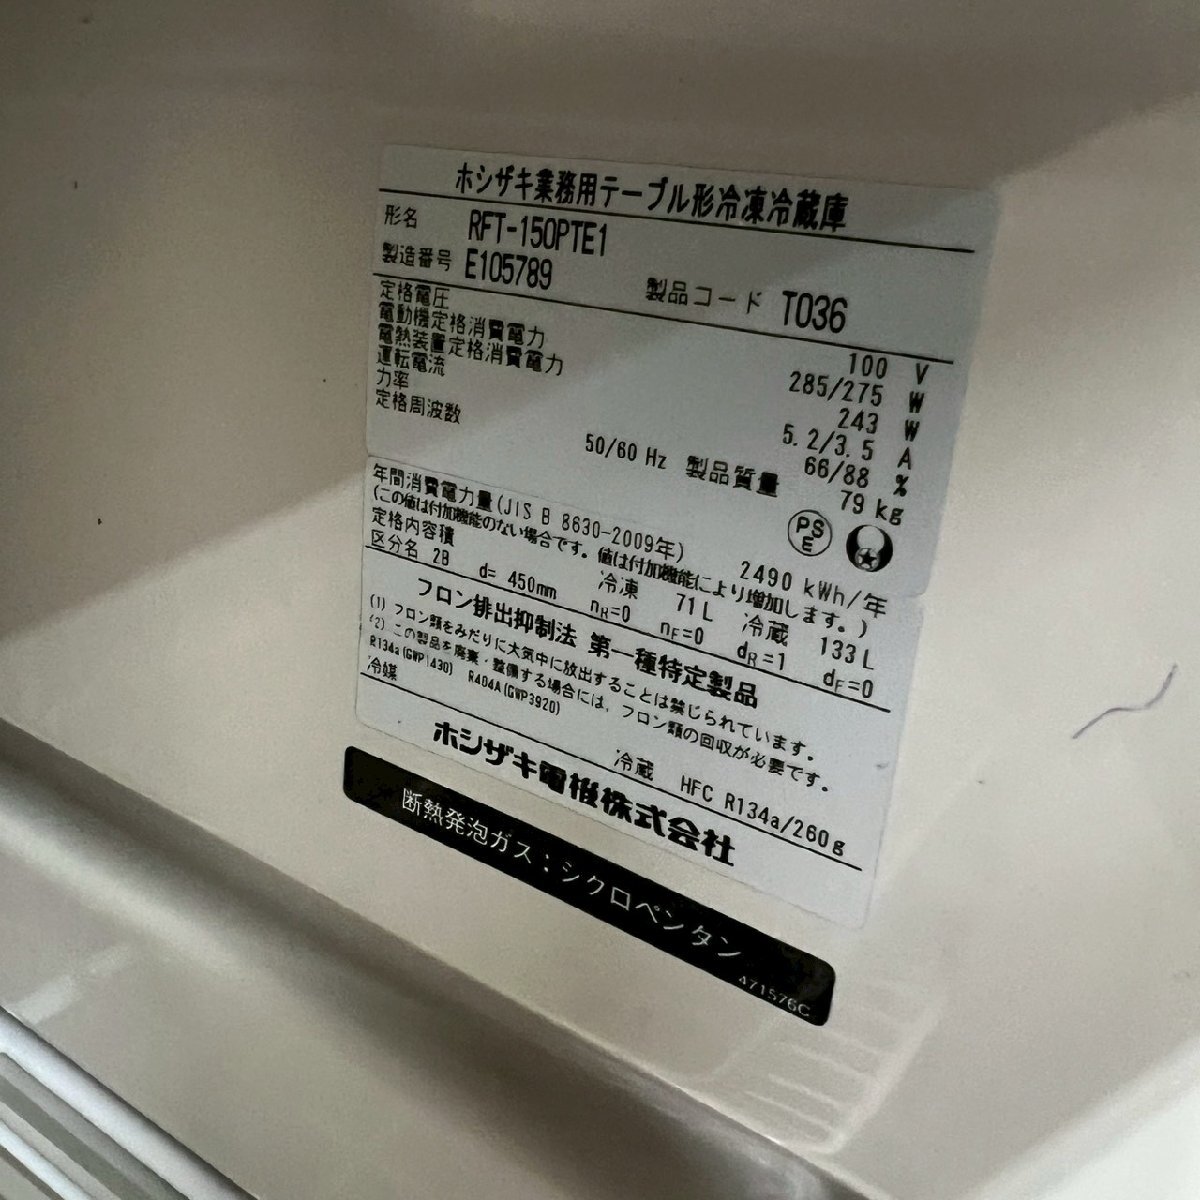 ホシザキ業務用テーブル形冷凍冷蔵庫
形名 RFT-150PTE1
製造番号 E105789 製品コード T036
定格電圧 100 V
電動機定格消費電力 285/275 W
電熱装置定格消費電力 243 W
運転電流 5.2/3.5 A
力率 66/88 %
定格周波数 50/60 Hz 製品質量 79 kg
PS
E
年間消費電力量(JIS B 8630-2009年) 2490 kWh/年
(この値は付加機能のない場合です。値は付加機能により増加します。)
定格内容積 冷凍 71L 冷蔵 133L
区分名 2B d= 450mm nR=0 nF=0 dR=1 dF=0
フロン排出抑制法 第一種特定製品
(1) フロン類をみだりに大気中に放出することは禁じられています。
(2) この製品を廃棄・整備する場合には、フロン類の回収が必要です。
R134a(GWP1430) R404A(GWP3920)
冷媒 冷蔵 HFC R134a/260g
ホシザキ電機株式会社
断熱発泡ガス:シクロペンタン
471576C